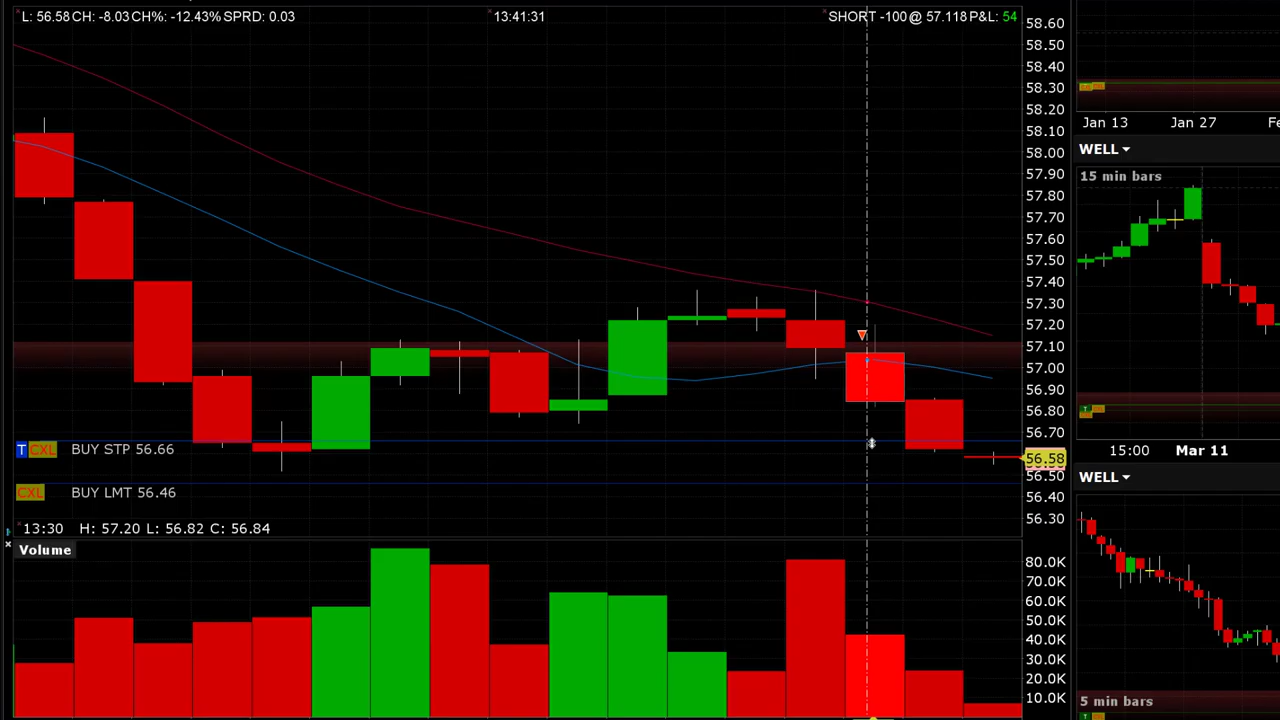 L: 56.58 CH: -8.03 CH%: -12.43% SPRD: 0.03
13:41:31
SHORT -100@ 57.118 P&L: 54
58.60
58.50
58.40
58.30
58.20
58.10
58.00
57.90
57.80
57.70
57.60
57.50
57.40
57.30
57.20
57.10
57.00
56.90
56.80
56.70
56.58
56.50
56.40
56.30
T CXL BUY STP 56.66
CXL BUY LMT 56.46
13:30 H: 57.20 L: 56.82 C: 56.84
Volume
80.0K
70.0K
60.0K
50.0K
40.0K
30.0K
20.0K
10.0K
Jan 13 Jan 27
WELL
15 min bars
15:00 Mar 11
WELL
5 min bars